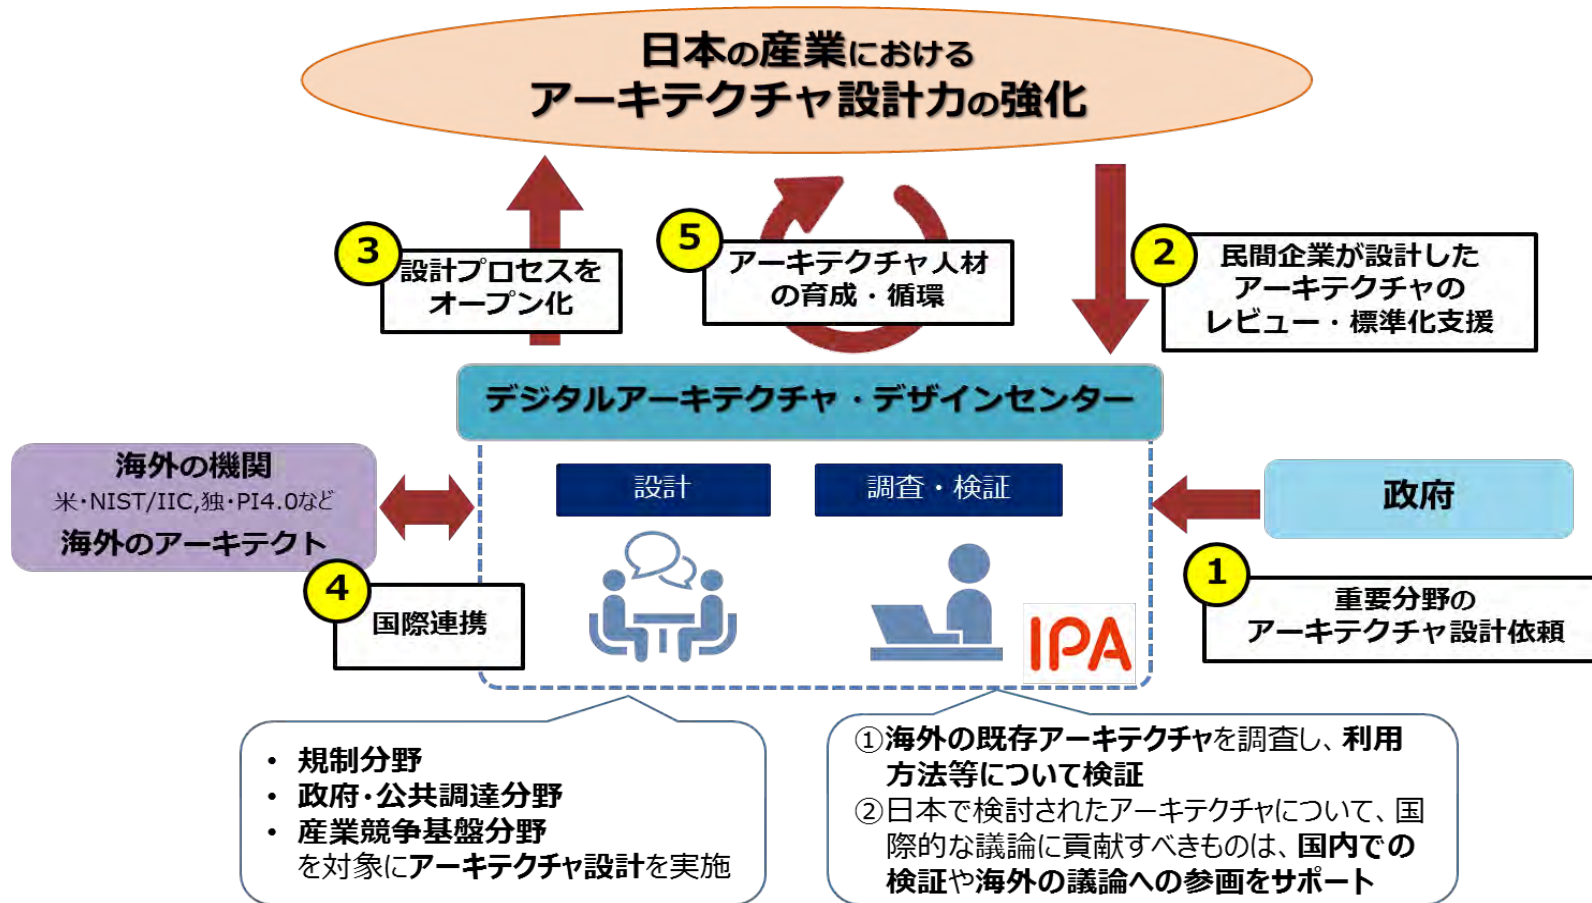 日本の産業における
アーキテクチャ設計力の強化
3
設計プロセスを
オープン化
5
アーキテクチャ人材
の育成・循環
2
民間企業が設計した
アーキテクチャの
レビュー・標準化支援
デジタルアーキテクチャ・デザインセンター
海外の機関
米・NIST/IIC,独・PI4.0など
海外のアーキテクト
設計
調査・検証
政府
4
国際連携
1
重要分野の
アーキテクチャ設計依頼
IPA
・ 規制分野
・ 政府・公共調達分野
・ 産業競争基盤分野
を対象にアーキテクチャ設計を実施
①海外の既存アーキテクチャを調査し、利用
方法等について検証
②日本で検討されたアーキテクチャについて、国
際的な議論に貢献すべきものは、国内での
検証や海外の議論への参画をサポート